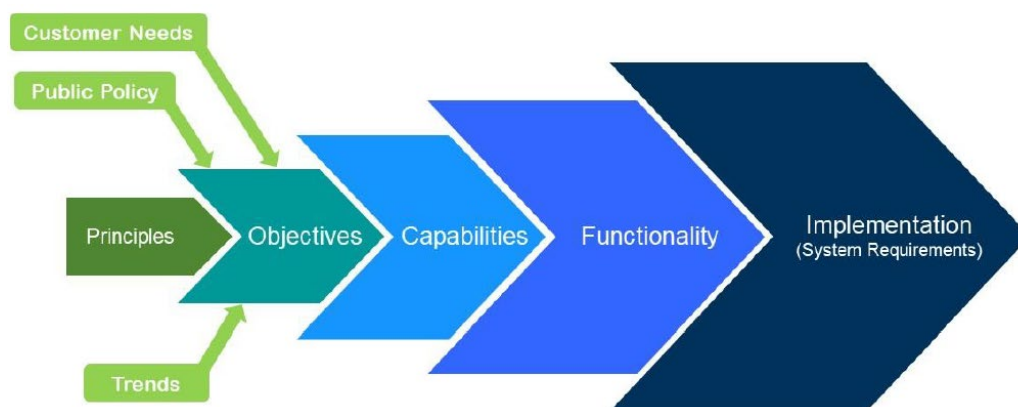 Customer Needs
Public Policy
Principles
Objectives
Capabilities
Functionality
Implementation
(System Requirements)
Trends